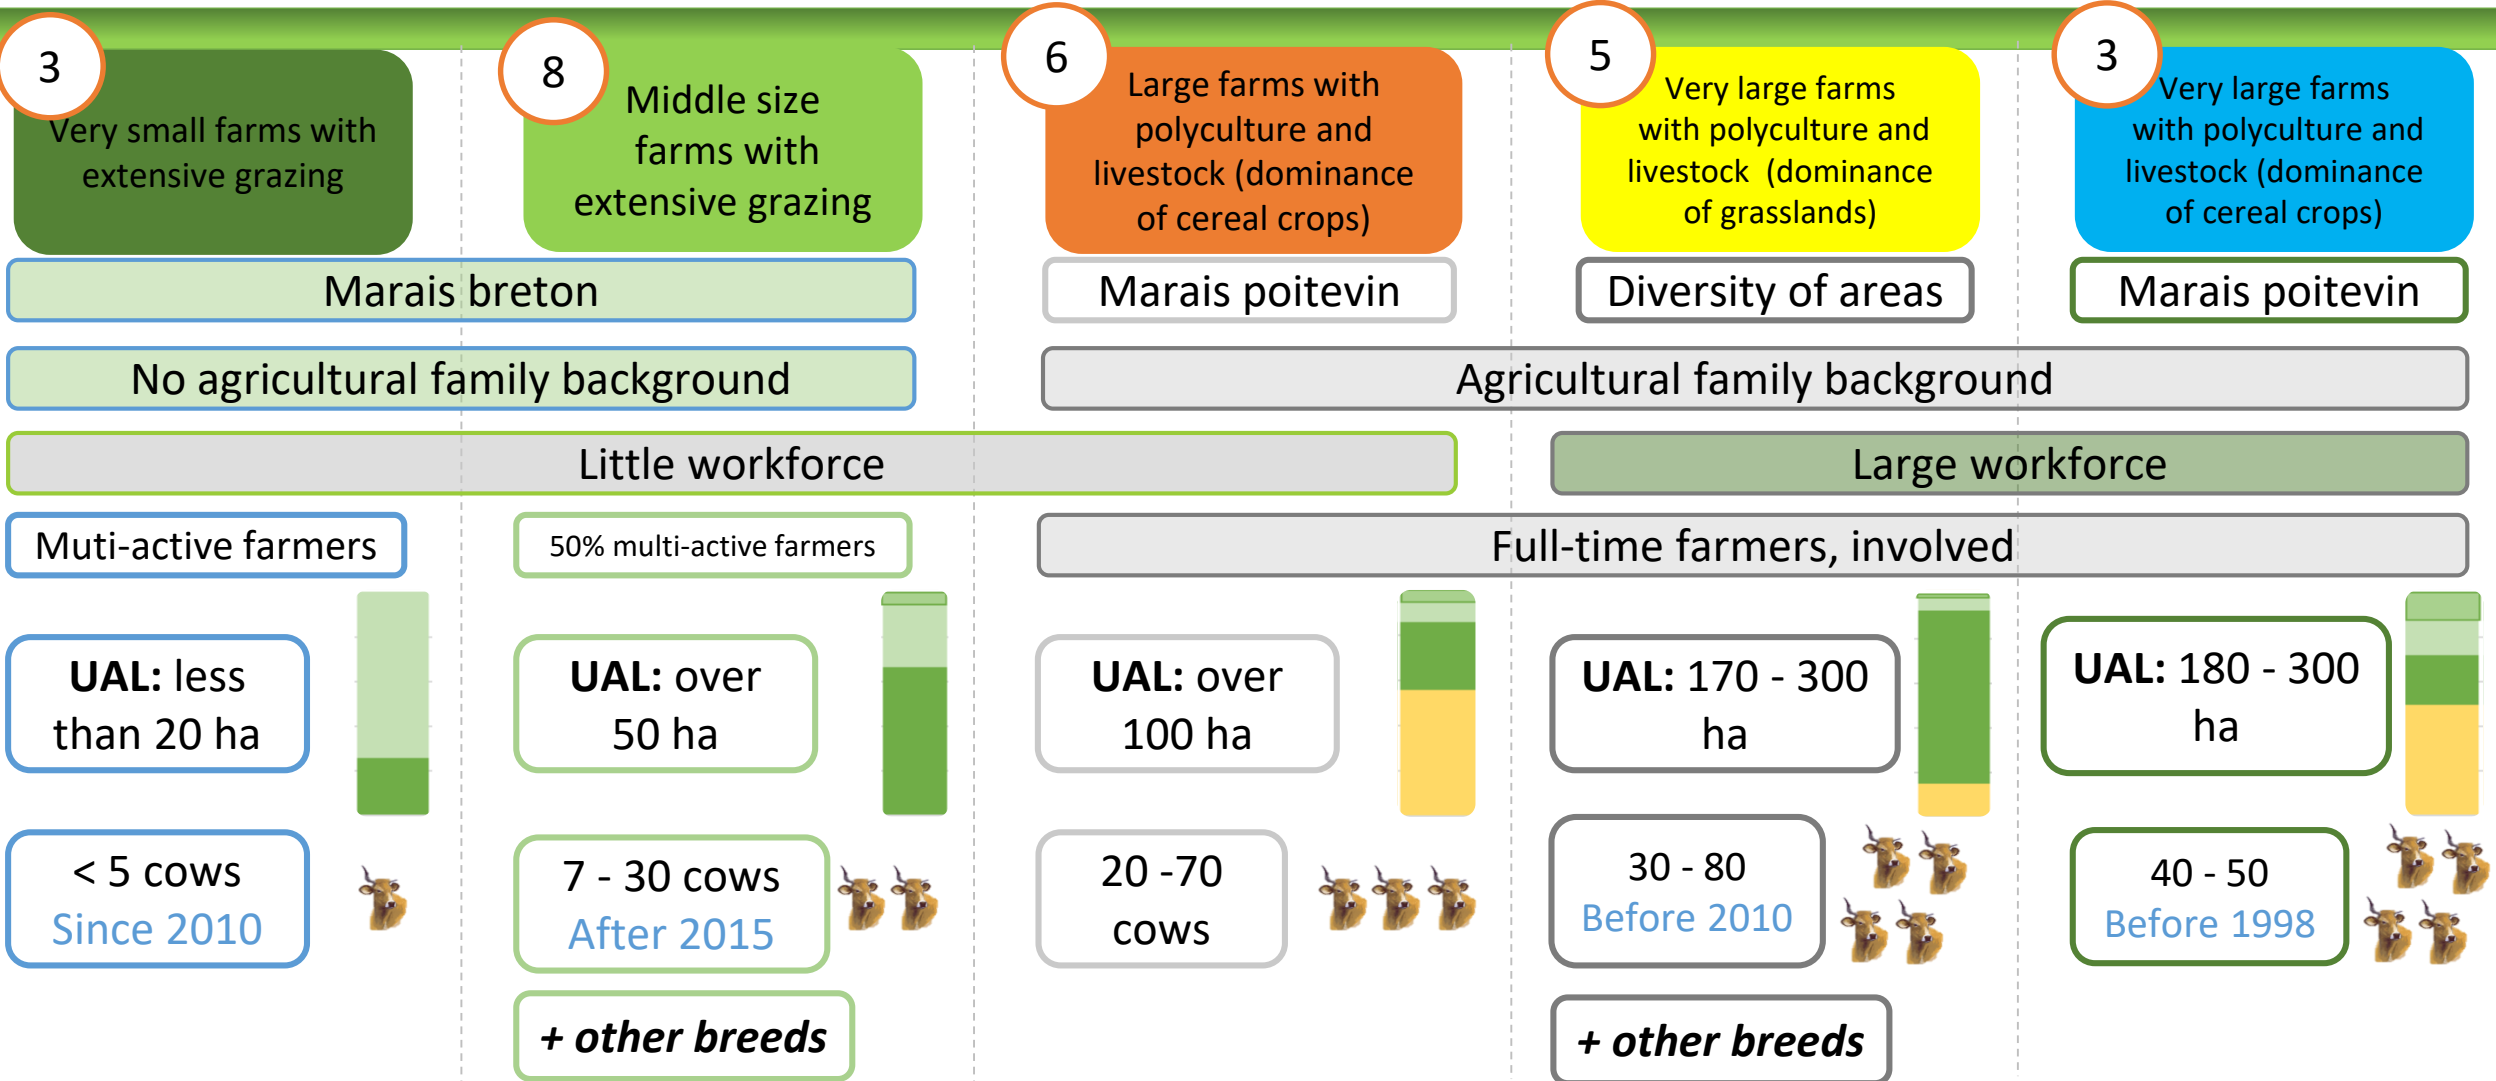 3
Very small farms with
extensive grazing
8
Middle size
farms with
extensive grazing
6
Large farms with
polyculture and
livestock (dominance
of cereal crops)
5
Very large farms
with polyculture and
livestock (dominance
of grasslands)
3
Very large farms
with polyculture and
livestock (dominance
of cereal crops)
Marais breton
Marais poitevin
Diversity of areas
Marais poitevin
No agricultural family background
Agricultural family background
Little workforce
Large workforce
Muti-active farmers
50% multi-active farmers
Full-time farmers, involved
UAL: less
than 20 ha
UAL: over
50 ha
UAL: over
100 ha
UAL: 170 - 300
ha
UAL: 180 - 300
ha
< 5 cows
Since 2010
7 - 30 cows
After 2015
20 -70
cows
30 - 80
Before 2010
40 - 50
Before 1998
+ other breeds
+ other breeds